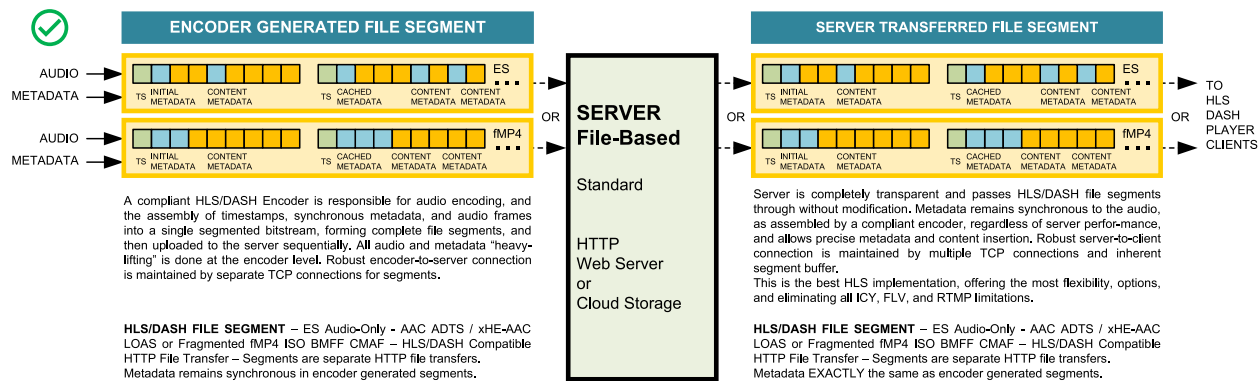 ENCODER GENERATED FILE SEGMENT
AUDIO
METADATA
ES
TS
INITIAL
METADATA
CONTENT
METADATA
CACHED
METADATA
CONTENT
METADATA
CONTENT
METADATA
OR
AUDIO
METADATA
fMP4
TS
INITIAL
METADATA
CONTENT
METADATA
TS
CACHED
METADATA
CONTENT
METADATA
CONTENT
METADATA
A compliant HLS/DASH Encoder is responsible for audio encoding, and
the assembly of timestamps, synchronous metadata, and audio frames
into a single segmented bitstream, forming complete file segments, and
then uploaded to the server sequentially. All audio and metadata “heavy-
lifting” is done at the encoder level. Robust encoder-to-server connection
is maintained by separate TCP connections for segments.
HLS/DASH FILE SEGMENT – ES Audio-Only - AAC ADTS / xHE-AAC
LOAS or Fragmented fMP4 ISO BMFF CMAF – HLS/DASH Compatible
HTTP File Transfer – Segments are separate HTTP file transfers.
Metadata remains synchronous in encoder generated segments.
SERVER
File-Based
Standard
HTTP
Web Server
or
Cloud Storage
SERVER TRANSFERRED FILE SEGMENT
ES
TS
INITIAL
METADATA
CONTENT
METADATA
TS
CACHED
METADATA
CONTENT
METADATA
CONTENT
METADATA
OR
OR
fMP4
TS
INITIAL
METADATA
CONTENT
METADATA
TS
CACHED
METADATA
CONTENT
METADATA
CONTENT
METADATA
TO
HLS
DASH
PLAYER
CLIENTS
Server is completely transparent and passes HLS/DASH file segments
through without modification. Metadata remains synchronous to the audio,
as assembled by a compliant encoder, regardless of server perfor-mance,
and allows precise metadata and content insertion. Robust server-to-client
connection is maintained by multiple TCP connections and inherent
segment buffer.
This is the best HLS implementation, offering the most flexibility, options,
and eliminating all ICY, FLV, and RTMP limitations.
HLS/DASH FILE SEGMENT – ES Audio-Only - AAC ADTS / xHE-AAC
LOAS or Fragmented fMP4 ISO BMFF CMAF – HLS/DASH Compatible
HTTP File Transfer – Segments are separate HTTP file transfers.
Metadata EXACTLY the same as encoder generated segments.